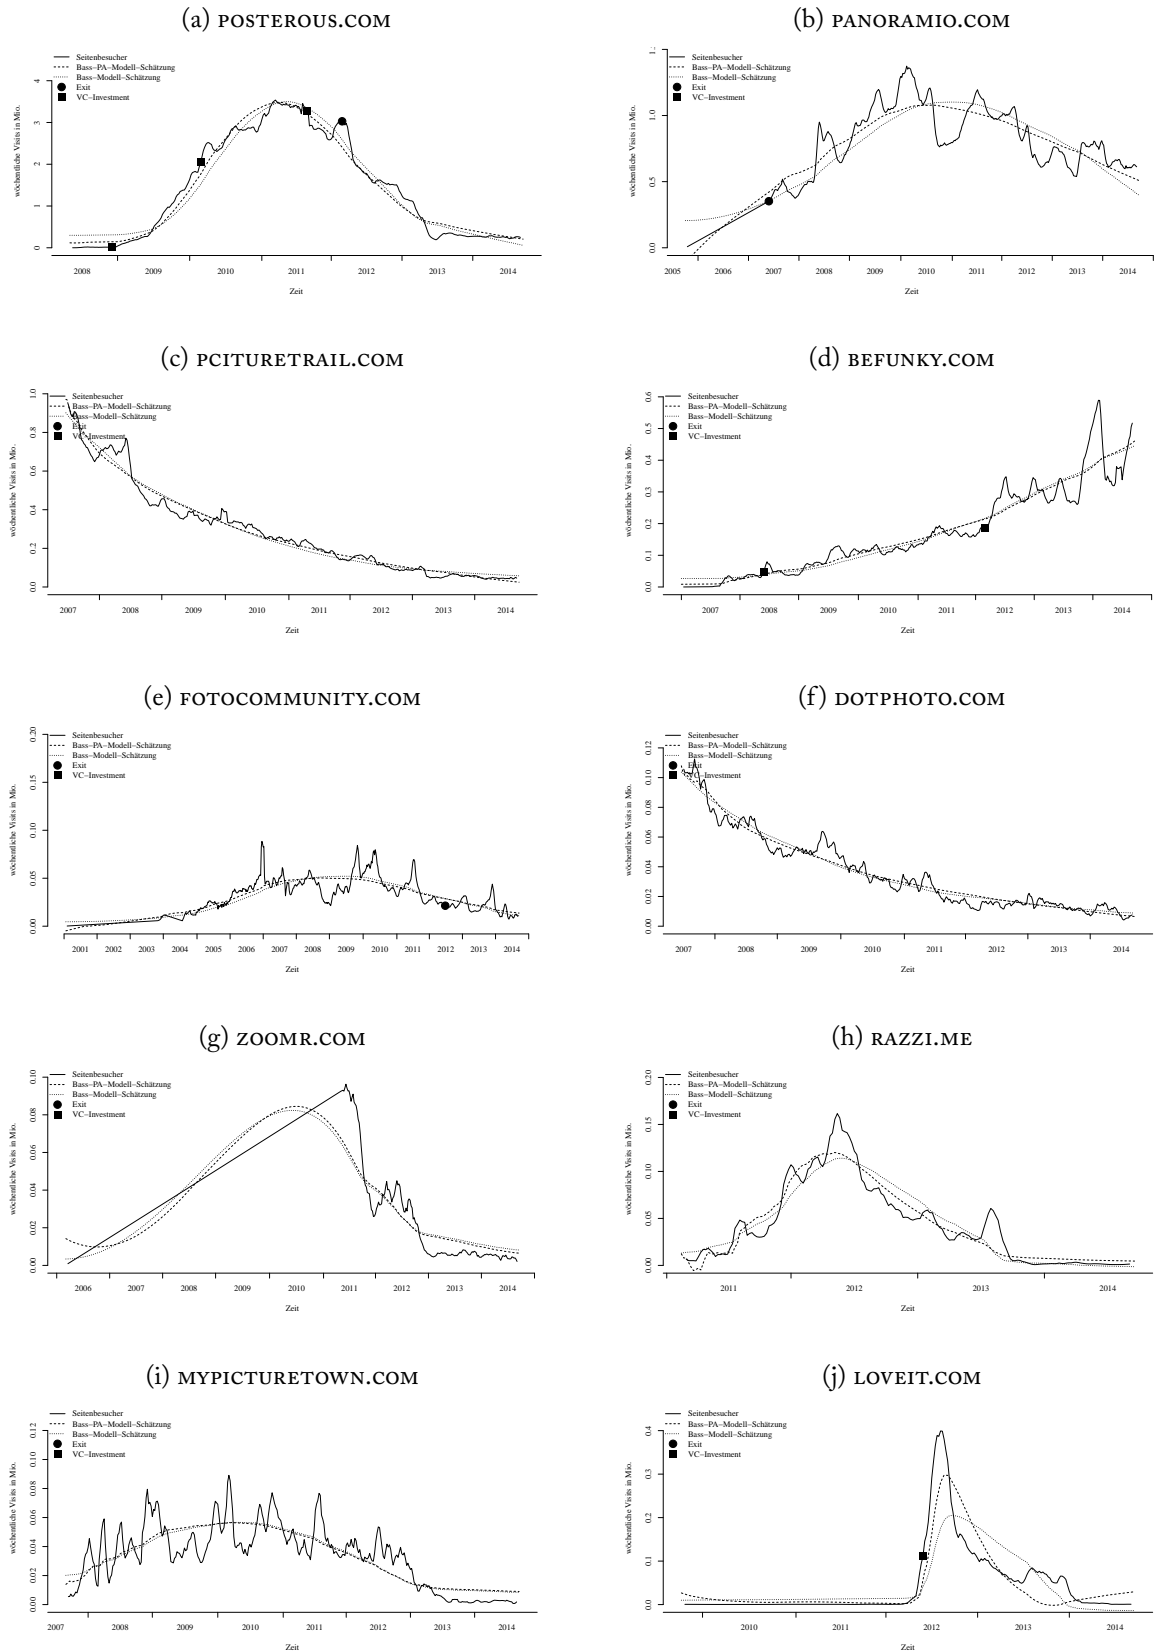 (a) POSTEROUS.COM
Seitenbesucher
Bass–PA–Modell–Schätzung
Bass–Modell–Schätzung
Exit
VC–Investment
wöchentliche Visits in Mio.
0 1 2 3 4
2008 2009 2010 2011 2012 2014
Zeit
(b) PANORAMIO.COM
Seitenbesucher
Bass–PA–Modell–Schätzung
Bass–Modell–Schätzung
Exit
VC–Investment
wöchentliche Visits in Mio.
0.0 0.5 1.0
2005 2006 2007 2008 2009 2010 2012 2013 2014
Zeit
(c) PCITURETRAIL.COM
Seitenbesucher
Bass–PA–Modell–Schätzung
Bass–Modell–Schätzung
Exit
VC–Investment
wöchentliche Visits in Mio.
0.0 0.2 0.4 0.6 0.8 1.0
2007 2008 2009 2010 2011 2012 2013 2014
Zeit
(d) BEFUNKY.COM
Seitenbesucher
Bass–PA–Modell–Schätzung
Bass–Modell–Schätzung
Exit
VC–Investment
wöchentliche Visits in Mio.
0.0 0.1 0.2 0.3 0.4 0.5 0.6
2007 2008 2009 2010 2011 2012 2013 2014
Zeit
(e) FOTOCOMMUNITY.COM
Seitenbesucher
Bass–PA–Modell–Schätzung
Bass–Modell–Schätzung
Exit
VC–Investment
wöchentliche Visits in Mio.
0.00 0.05 0.10 0.15 0.20
2001 2002 2003 2004 2005 2006 2007 2008 2009 2010 2011 2012 2013 2014
Zeit
(f) DOTPHOTO.COM
Seitenbesucher
Bass–PA–Modell–Schätzung
Bass–Modell–Schätzung
Exit
VC–Investment
wöchentliche Visits in Mio.
0.00 0.02 0.04 0.06 0.08 0.10 0.12
2007 2008 2009 2010 2011 2012 2013 2014
Zeit
(g) ZOOMR.COM
Seitenbesucher
Bass–PA–Modell–Schätzung
Bass–Modell–Schätzung
Exit
VC–Investment
wöchentliche Visits in Mio.
0.00 0.02 0.04 0.06 0.08 0.10
2006 2007 2008 2009 2010 2011 2012 2013 2014
Zeit
(h) RAZZI.ME
Seitenbesucher
Bass–PA–Modell–Schätzung
Bass–Modell–Schätzung
Exit
VC–Investment
wöchentliche Visits in Mio.
0.00 0.05 0.10 0.15 0.20
2011 2012 2013 2014
Zeit
(i) MYPICTURETOWN.COM
Seitenbesucher
Bass–PA–Modell–Schätzung
Bass–Modell–Schätzung
Exit
VC–Investment
wöchentliche Visits in Mio.
0.00 0.02 0.04 0.06 0.08 0.10 0.12
2007 2008 2009 2010 2011 2012 2013 2014
Zeit
(j) LOVEIT.COM
Seitenbesucher
Bass–PA–Modell–Schätzung
Bass–Modell–Schätzung
Exit
VC–Investment
wöchentliche Visits in Mio.
0.0 0.1 0.2 0.3 0.4
2010 2010 2012 2012 2014
Zeit